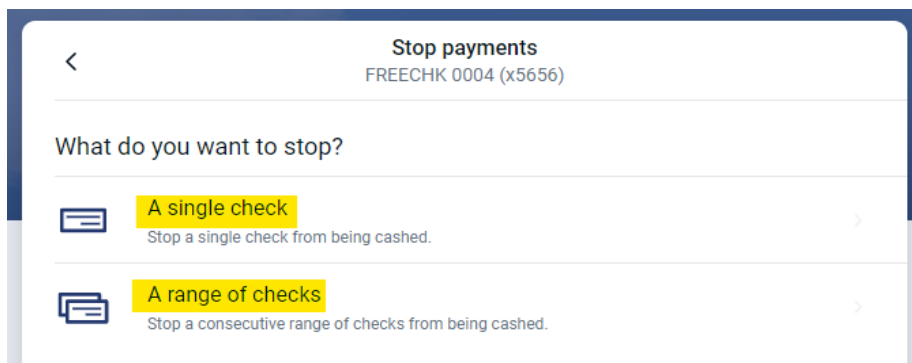 Stop payments
FREECHK 0004 (x5656)
What do you want to stop?
A single check
Stop a single check from being cashed.
A range of checks
Stop a consecutive range of checks from being cashed.